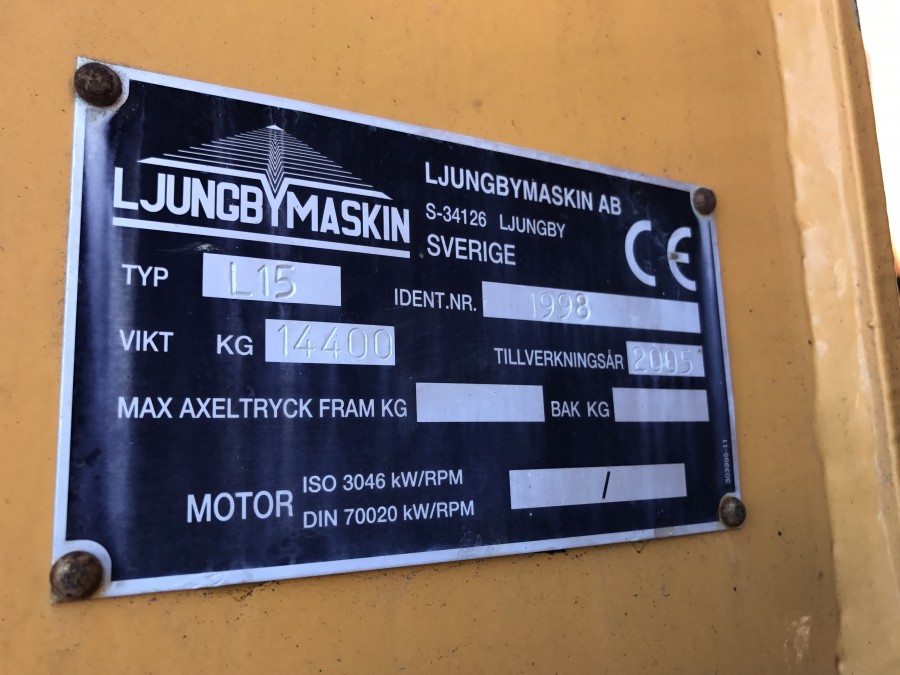 LJUNGBYMASKIN
LJUNGBYMASKIN AB
S-34126 LJUNGBY
SVERIGE
CE
TYP L15
IDENT.NR. 1998
VIKT KG 14400
TILLVERKNINGSÅR 2005
MAX AXELTRYCK FRAM KG
BAK KG
MOTOR
ISO 3046 kW/RPM
DIN 70020 kW/RPM
/